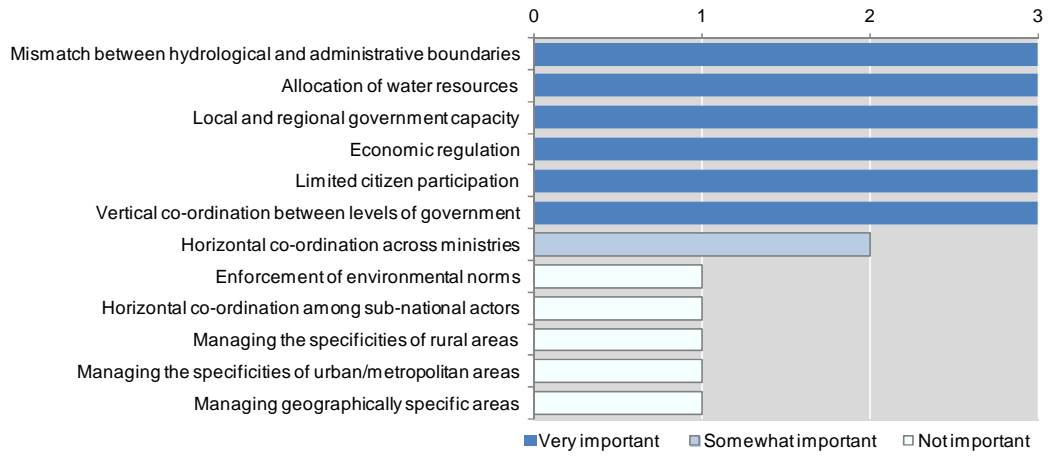 0 1 2 3
Mismatch between hydrological and administrative boundaries
Allocation of water resources
Local and regional government capacity
Economic regulation
Limited citizen participation
Vertical co-ordination between levels of government
Horizontal co-ordination across ministries
Enforcement of environmental norms
Horizontal co-ordination among sub-national actors
Managing the specificities of rural areas
Managing the specificities of urban/metropolitan areas
Managing geographically specific areas
Very important Somewhat important Not important